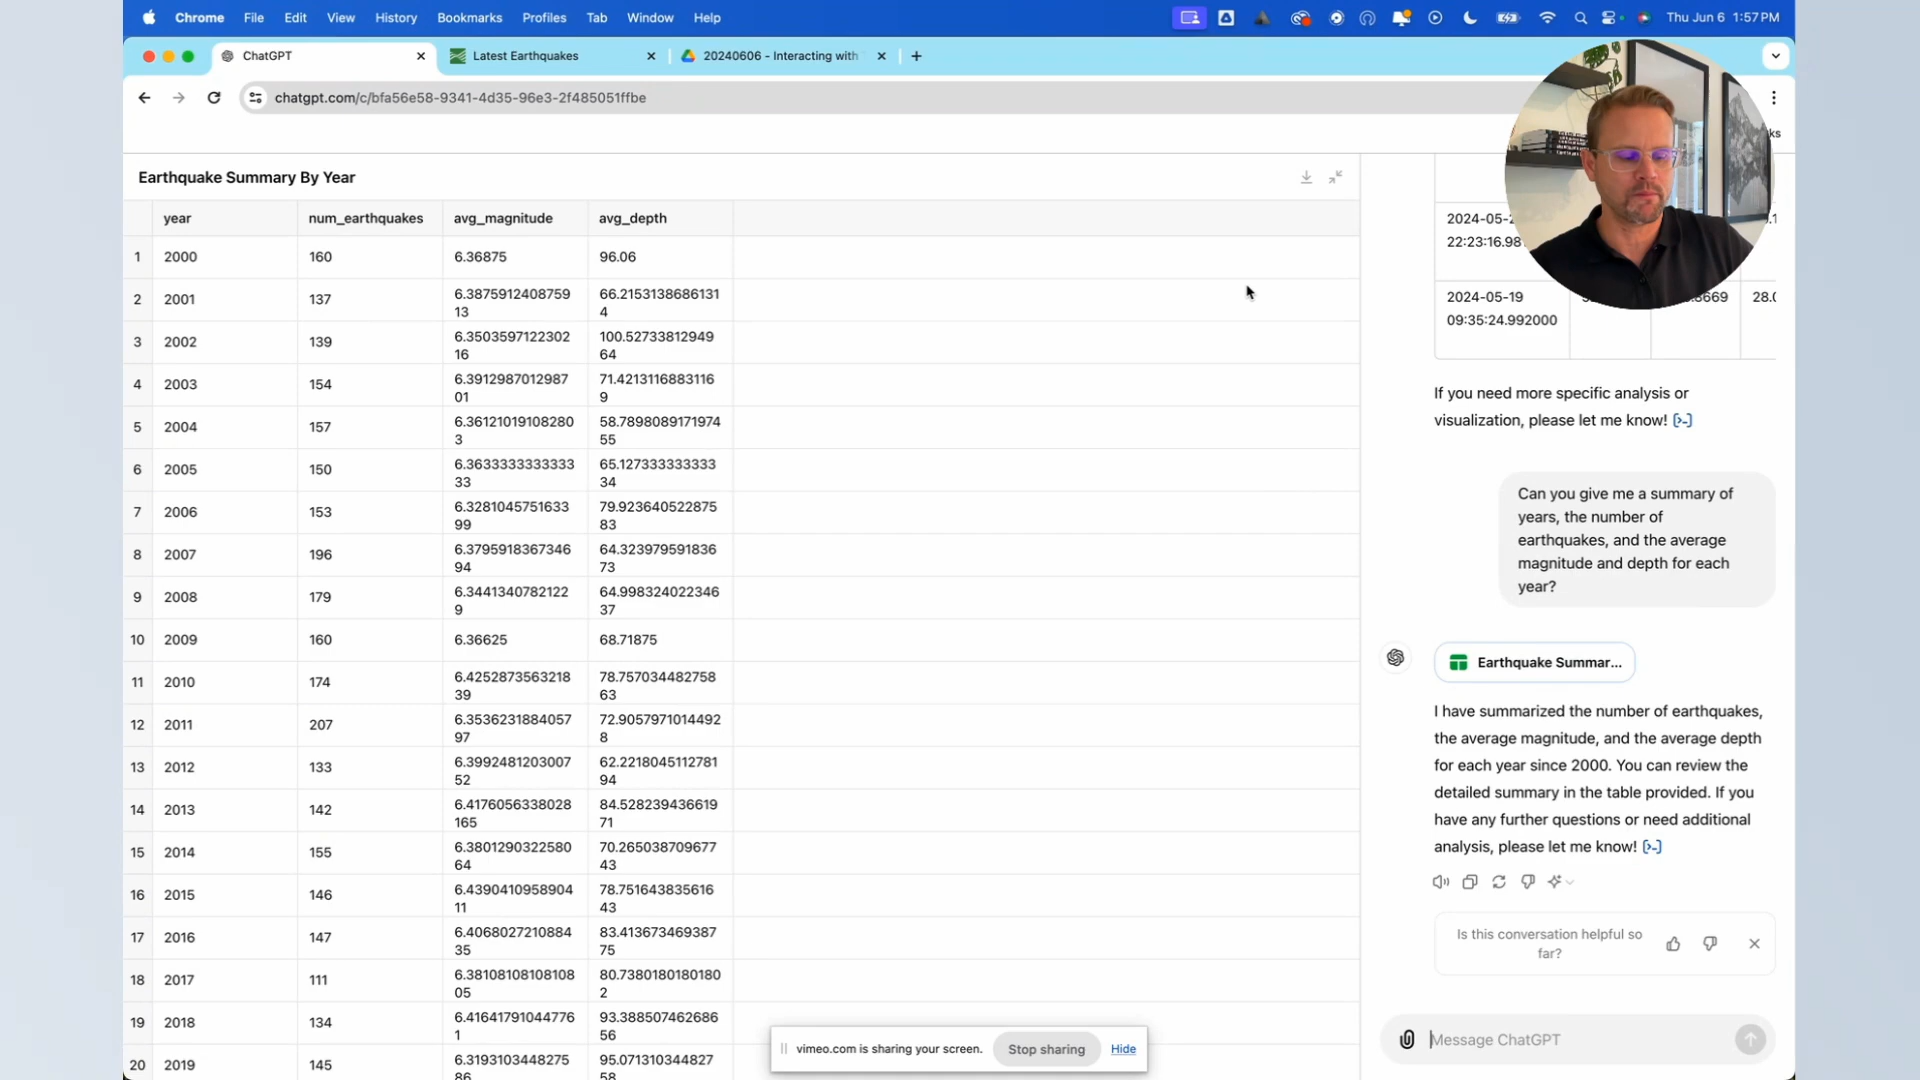 Chrome File Edit View History Bookmarks Profiles Tab Window Help Thu Jun 6 1:57 PM
ChatGPT Latest Earthquakes 20240606 - Interacting with
chatgpt.com/c/bfa56e58-9341-4d35-96e3-2f485051ffbe
Earthquake Summary By Year
year num_earthquakes avg_magnitude avg_depth
1 2000 160 6.36875 96.06
2 2001 137 6.3875912408759 66.2153138686131
13 4
3 2002 139 6.3503597122302 100.52733812949
16 64
4 2003 154 6.3912987012987 71.4213116883116
01 9
5 2004 157 6.36121019108280 58.7898089171974
3 55
6 2005 150 6.3633333333333 65.127333333333
33 34
7 2006 153 6.3281045751633 79.923640522875
99 83
8 2007 196 6.3795918367346 64.323979591836
94 73
9 2008 179 6.3441340782122 64.998324022346
9 37
10 2009 160 6.36625 68.71875
11 2010 174 6.4252873563218 78.757034482758
39 63
12 2011 207 6.3536231884057 72.9057971014492
97 8
13 2012 133 6.3992481203007 62.2218045112781
52 94
14 2013 142 6.4176056338028 84.528239436619
165 71
15 2014 155 6.3801290322580 70.265038709677
64 43
16 2015 146 6.4390410958904 78.751643835616
11 43
17 2016 147 6.4068027210884 83.413673469387
35 75
18 2017 111 6.38108108108108 80.7380180180180
05 2
19 2018 134 6.41641791044776 93.388507462686
1 56
20 2019 145 6.3193103448275 95.071310344827
86 58
22:23:16.98
2024-05-19 8669 28.0
09:35:24.992000
If you need more specific analysis or
visualization, please let me know! [>-]
Can you give me a summary of
years, the number of
earthquakes, and the average
magnitude and depth for each
year?
Earthquake Summar...
I have summarized the number of earthquakes,
the average magnitude, and the average depth
for each year since 2000. You can review the
detailed summary in the table provided. If you
have any further questions or need additional
analysis, please let me know! [>-]
Is this conversation helpful so
far?
Message ChatGPT
vimeo.com is sharing your screen. Stop sharing Hide